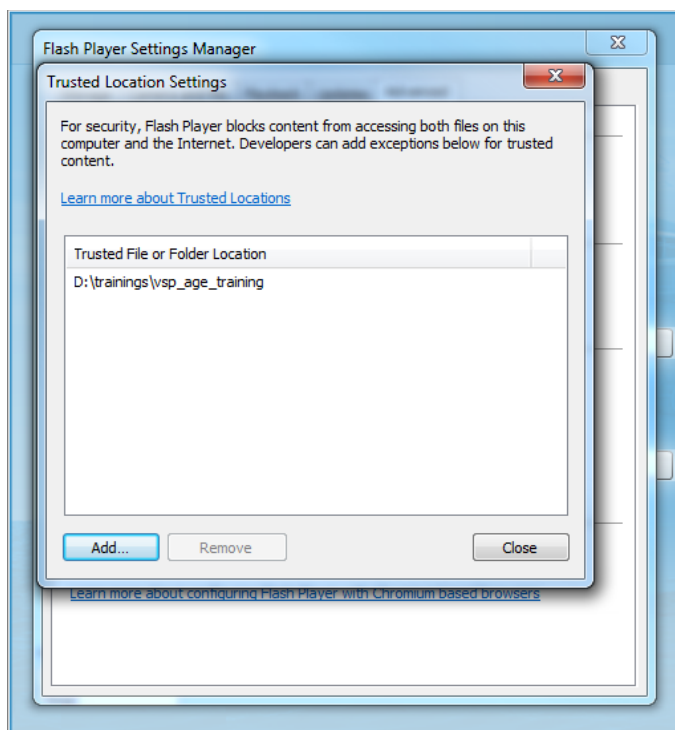 Flash Player Settings Manager
Trusted Location Settings
For security, Flash Player blocks content from accessing both files on this
computer and the Internet. Developers can add exceptions below for trusted
content.
Learn more about Trusted Locations
Trusted File or Folder Location
D:\trainings\vsp_age_training
Add...
Remove
Close
Learn more about configuring Flash Player with Chromium based browsers